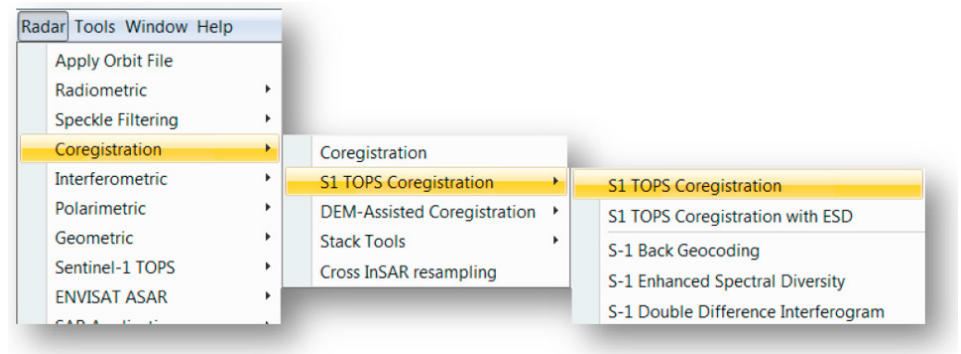 Radar Tools Window Help
Apply Orbit File
Radiometric
Speckle Filtering
Coregistration
Interferometric
Polarimetric
Geometric
Sentinel-1 TOPS
ENVISAT ASAR
Coregistration
S1 TOPS Coregistration
DEM-Assisted Coregistration
Stack Tools
Cross InSAR resampling
S1 TOPS Coregistration
S1 TOPS Coregistration with ESD
S-1 Back Geocoding
S-1 Enhanced Spectral Diversity
S-1 Double Difference Interferogram